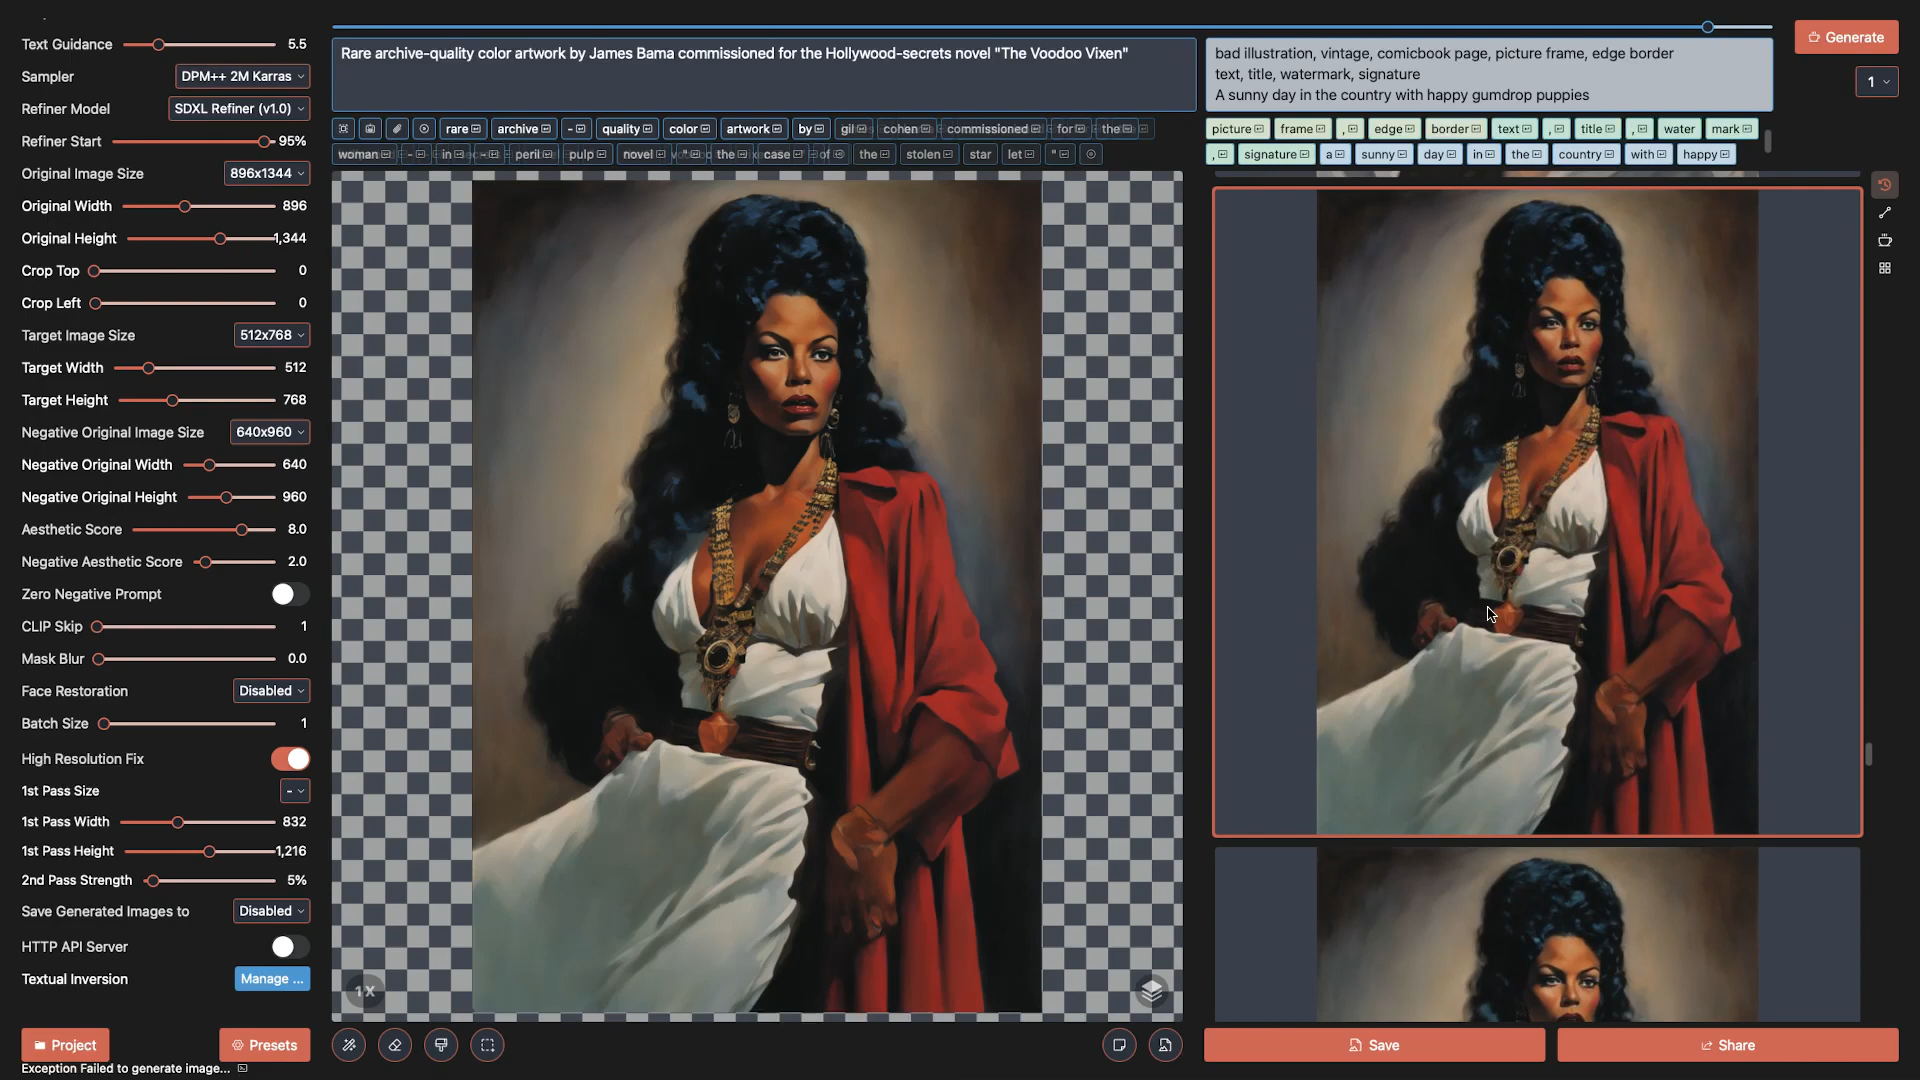 Text Guidance 5.5
Sampler DPM++ 2M Karras
Refiner Model SDXL Refiner (v1.0)
Refiner Start 95%
Original Image Size 896x1344
Original Width 896
Original Height 1,344
Crop Top 0
Crop Left 0
Target Image Size 512x768
Target Width 512
Target Height 768
Negative Original Image Size 640x960
Negative Original Width 640
Negative Original Height 960
Aesthetic Score 8.0
Negative Aesthetic Score 2.0
Zero Negative Prompt
CLIP Skip 1
Mask Blur 0.0
Face Restoration Disabled
Batch Size 1
High Resolution Fix
1st Pass Size -
1st Pass Width 832
1st Pass Height 1,216
2nd Pass Strength 5%
Save Generated Images to Disabled
HTTP API Server
Textual Inversion Manage ...
Project Presets
Exception Failed to generate image...
Rare archive-quality color artwork by James Bama commissioned for the Hollywood-secrets novel "The Voodoo Vixen"
rare archive - quality color artwork by gil cohen commissioned for the
woman - in - peril pulp novel " the case of the stolen star let "
1 X
bad illustration, vintage, comicbook page, picture frame, edge border
text, title, watermark, signature
A sunny day in the country with happy gumdrop puppies
picture frame , edge border text , title , water mark
, signature a sunny day in the country with happy
Generate
1
Save Share